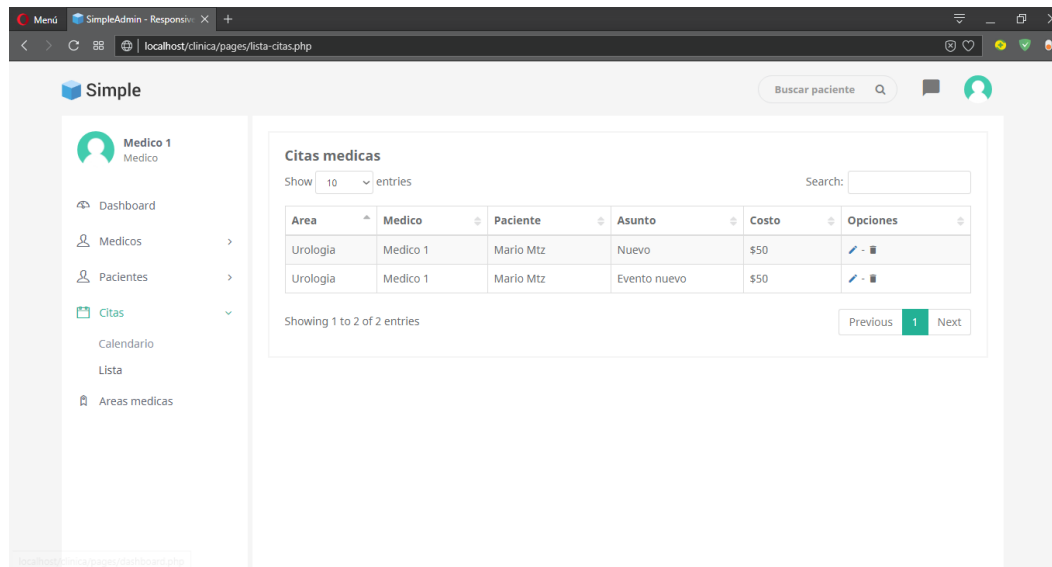 Menú SimpleAdmin - Responsive
localhost/clinica/pages/lista-citas.php
Simple
Buscar paciente
Medico 1
Medico
Dashboard
Medicos
Pacientes
Citas
Calendario
Lista
Areas medicas
Citas medicas
Show 10 entries Search:
Area Medico Paciente Asunto Costo Opciones
Urologia Medico 1 Mario Mtz Nuevo $50 -
Urologia Medico 1 Mario Mtz Evento nuevo $50 -
Showing 1 to 2 of 2 entries
Previous 1 Next
localhost/clinica/pages/dashboard.php